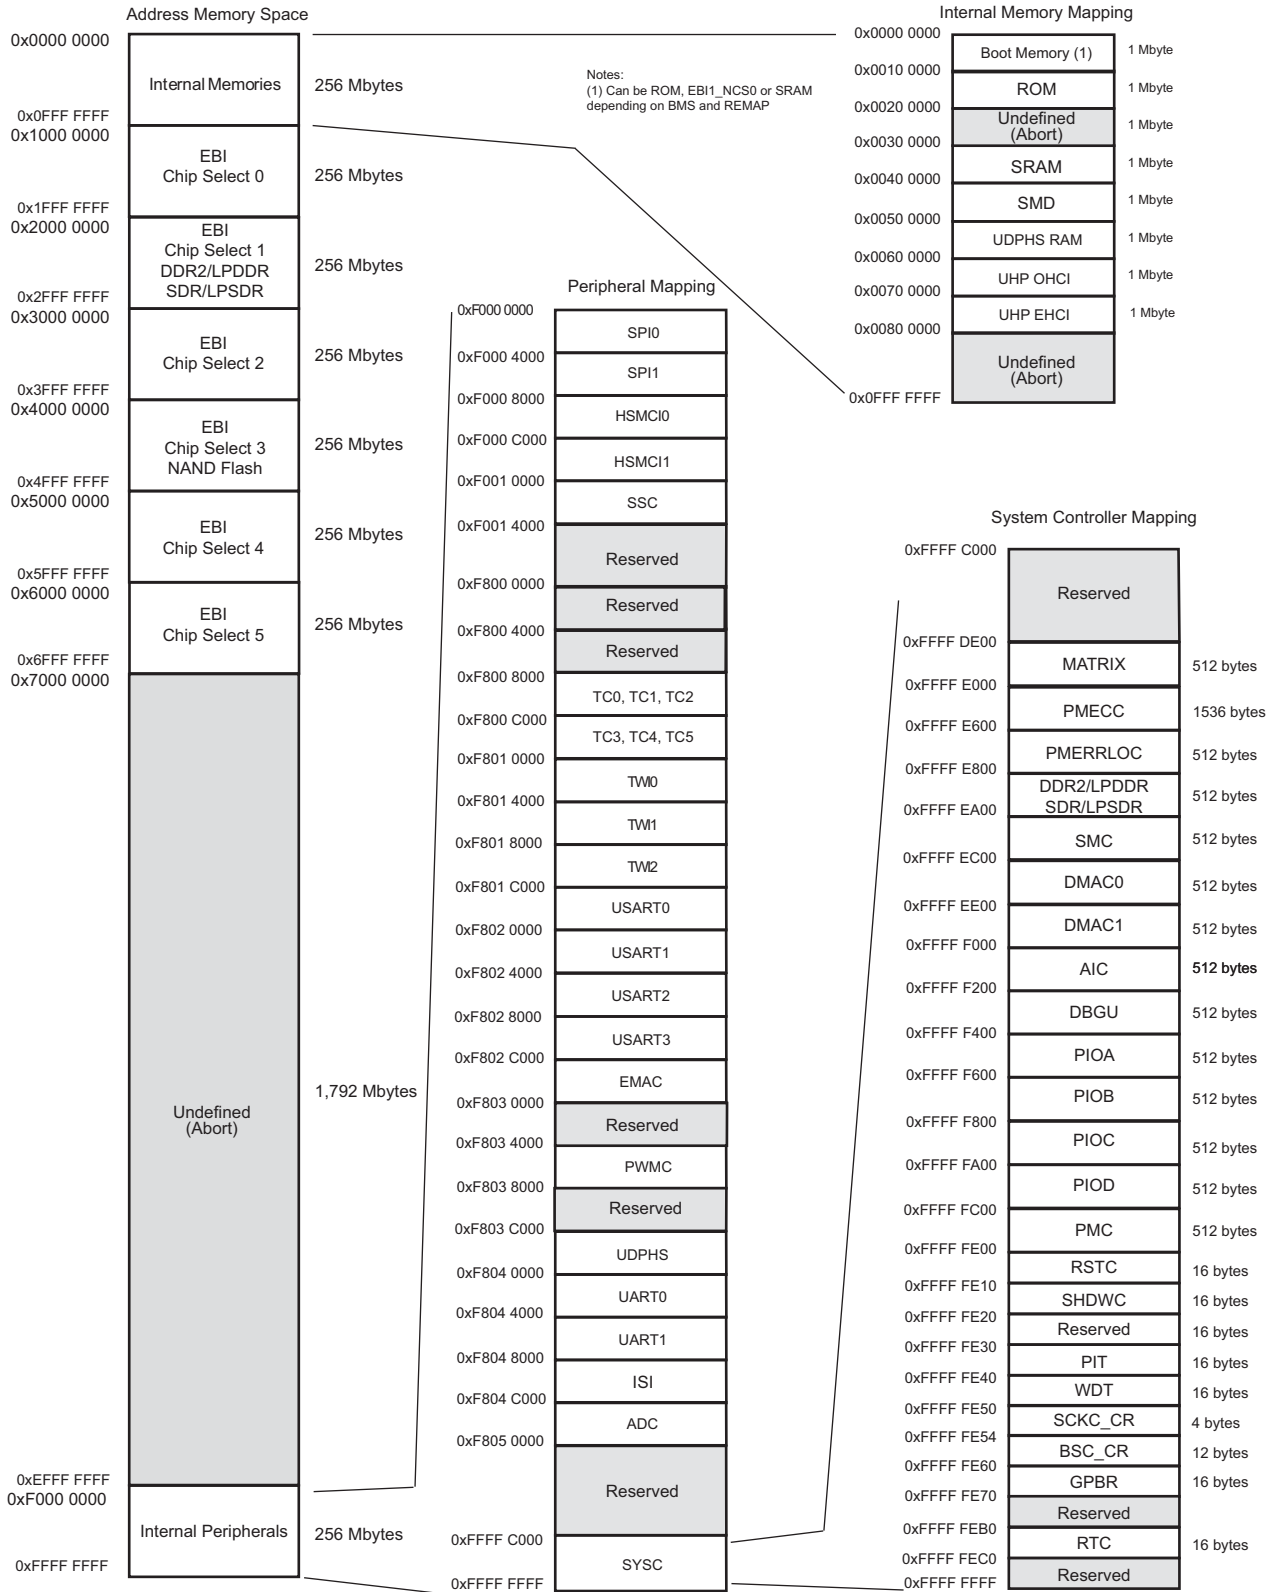 Address Memory Space
0x0000 0000
Internal Memories
256 Mbytes
0x0FFF FFFF
0x1000 0000
EBI
Chip Select 0
256 Mbytes
0x1FFF FFFF
0x2000 0000
EBI
Chip Select 1
DDR2/LPDDR
SDR/LPSDR
256 Mbytes
0x2FFF FFFF
0x3000 0000
EBI
Chip Select 2
256 Mbytes
0x3FFF FFFF
0x4000 0000
EBI
Chip Select 3
NAND Flash
256 Mbytes
0x4FFF FFFF
0x5000 0000
EBI
Chip Select 4
256 Mbytes
0x5FFF FFFF
0x6000 0000
EBI
Chip Select 5
256 Mbytes
0x6FFF FFFF
0x7000 0000
Undefined
(Abort)
1,792 Mbytes
0xEFFF FFFF
0xF000 0000
Internal Peripherals
256 Mbytes
0xFFFF FFFF
Notes:
(1) Can be ROM, EBI1_NCS0 or SRAM
depending on BMS and REMAP
Peripheral Mapping
0xF000 0000
SPI0
0xF000 4000
SPI1
0xF000 8000
HSMCI0
0xF000 C000
HSMCI1
0xF001 0000
SSC
0xF001 4000
Reserved
0xF800 0000
Reserved
0xF800 4000
Reserved
0xF800 8000
TC0, TC1, TC2
0xF800 C000
TC3, TC4, TC5
0xF801 0000
TWI0
0xF801 4000
TWI1
0xF801 8000
TWI2
0xF801 C000
USART0
0xF802 0000
USART1
0xF802 4000
USART2
0xF802 8000
USART3
0xF802 C000
EMAC
0xF803 0000
Reserved
0xF803 4000
PWMC
0xF803 8000
Reserved
0xF803 C000
UDPHS
0xF804 0000
UART0
0xF804 4000
UART1
0xF804 8000
ISI
0xF804 C000
ADC
0xF805 0000
Reserved
0xFFFF C000
SYSC
0xFFFF FFFF
Internal Memory Mapping
0x0000 0000
Boot Memory (1)
1 Mbyte
0x0010 0000
ROM
1 Mbyte
0x0020 0000
Undefined
(Abort)
1 Mbyte
0x0030 0000
SRAM
1 Mbyte
0x0040 0000
SMD
1 Mbyte
0x0050 0000
UDPHS RAM
1 Mbyte
0x0060 0000
UHP OHCI
1 Mbyte
0x0070 0000
UHP EHCI
1 Mbyte
0x0080 0000
Undefined
(Abort)
0x0FFF FFFF
System Controller Mapping
0xFFFF C000
Reserved
0xFFFF DE00
MATRIX
512 bytes
0xFFFF E000
PMECC
1536 bytes
0xFFFF E600
PMERRLOC
512 bytes
0xFFFF E800
DDR2/LPDDR
SDR/LPSDR
512 bytes
0xFFFF EA00
SMC
512 bytes
0xFFFF EC00
DMAC0
512 bytes
0xFFFF EE00
DMAC1
512 bytes
0xFFFF F000
AIC
512 bytes
0xFFFF F200
DBGU
512 bytes
0xFFFF F400
PIOA
512 bytes
0xFFFF F600
PIOB
512 bytes
0xFFFF F800
PIOC
512 bytes
0xFFFF FA00
PIOD
512 bytes
0xFFFF FC00
PMC
512 bytes
0xFFFF FE00
RSTC
16 bytes
0xFFFF FE10
SHDWC
16 bytes
0xFFFF FE20
Reserved
16 bytes
0xFFFF FE30
PIT
16 bytes
0xFFFF FE40
WDT
16 bytes
0xFFFF FE50
SCKC_CR
4 bytes
0xFFFF FE54
BSC_CR
12 bytes
0xFFFF FE60
GPBR
16 bytes
0xFFFF FE70
Reserved
0xFFFF FEB0
RTC
16 bytes
0xFFFF FEC0
Reserved
0xFFFF FFFF